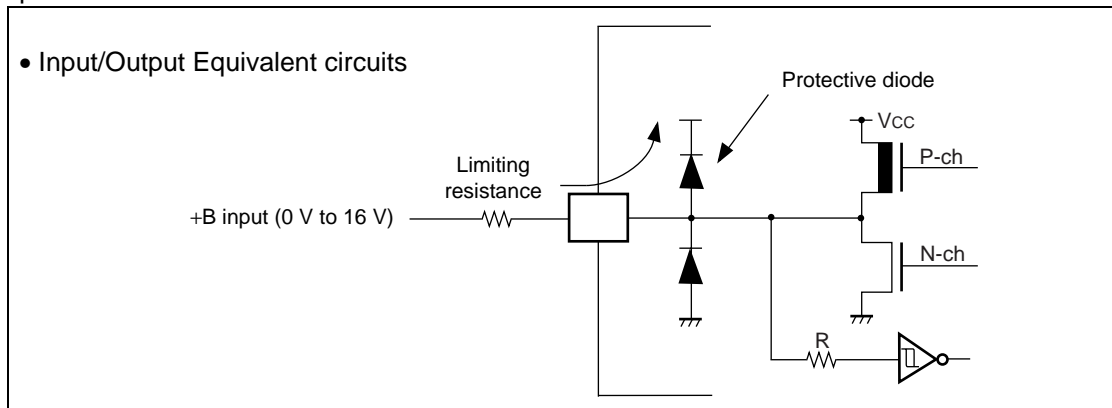 • Input/Output Equivalent circuits
Protective diode
Vcc
Limiting
resistance
P-ch
+B input (0 V to 16 V)
N-ch
R